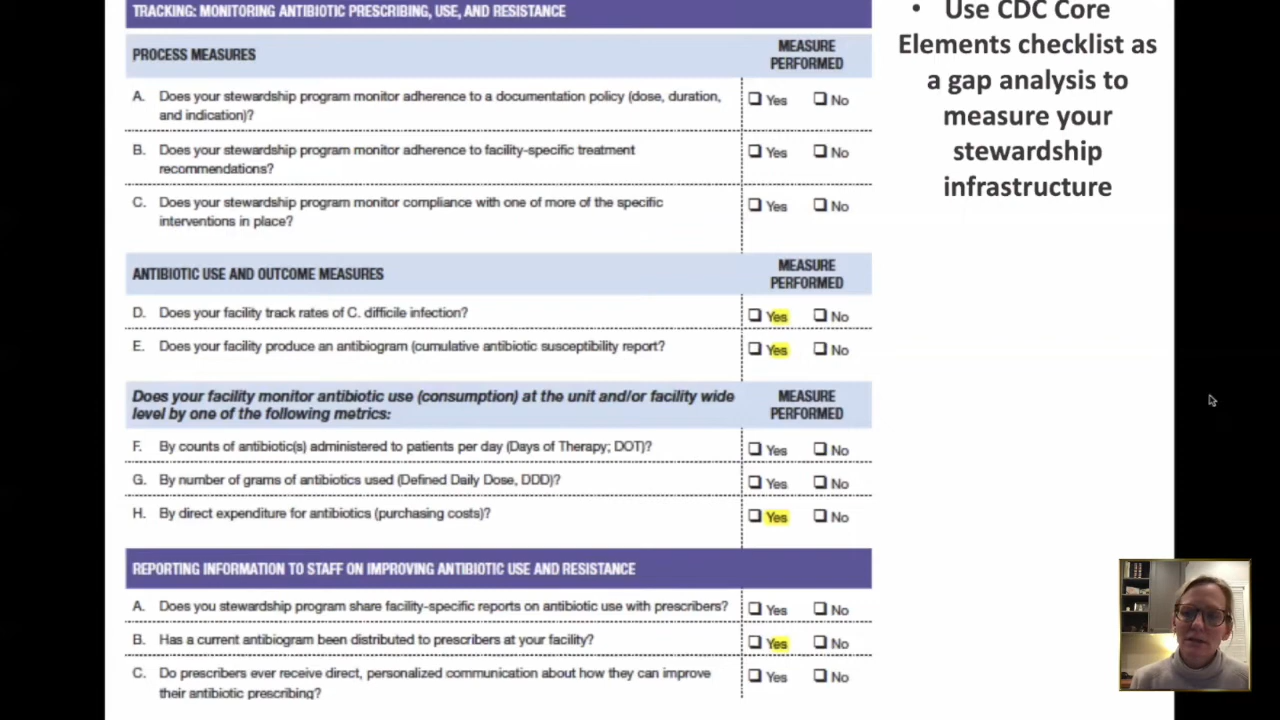 TRACKING: MONITORING ANTIBIOTIC PRESCRIBING, USE, AND RESISTANCE
PROCESS MEASURES
MEASURE
PERFORMED
A. Does your stewardship program monitor adherence to a documentation policy (dose, duration,
and indication)?
Yes No
B. Does your stewardship program monitor adherence to facility-specific treatment
recommendations?
Yes No
C. Does your stewardship program monitor compliance with one of more of the specific
interventions in place?
Yes No
ANTIBIOTIC USE AND OUTCOME MEASURES
MEASURE
PERFORMED
D. Does your facility track rates of C. difficile infection?
Yes No
E. Does your facility produce an antibiogram (cumulative antibiotic susceptibility report?
Yes No
Does your facility monitor antibiotic use (consumption) at the unit and/or facility wide
level by one of the following metrics:
MEASURE
PERFORMED
F. By counts of antibiotic(s) administered to patients per day (Days of Therapy; DOT)?
Yes No
G. By number of grams of antibiotics used (Defined Daily Dose, DDD)?
Yes No
H. By direct expenditure for antibiotics (purchasing costs)?
Yes No
REPORTING INFORMATION TO STAFF ON IMPROVING ANTIBIOTIC USE AND RESISTANCE
A. Does you stewardship program share facility-specific reports on antibiotic use with prescribers?
Yes No
B. Has a current antibiogram been distributed to prescribers at your facility?
Yes No
C. Do prescribers ever receive direct, personalized communication about how they can improve
their antibiotic prescribing?
Yes No
• Use CDC Core
Elements checklist as
a gap analysis to
measure your
stewardship
infrastructure